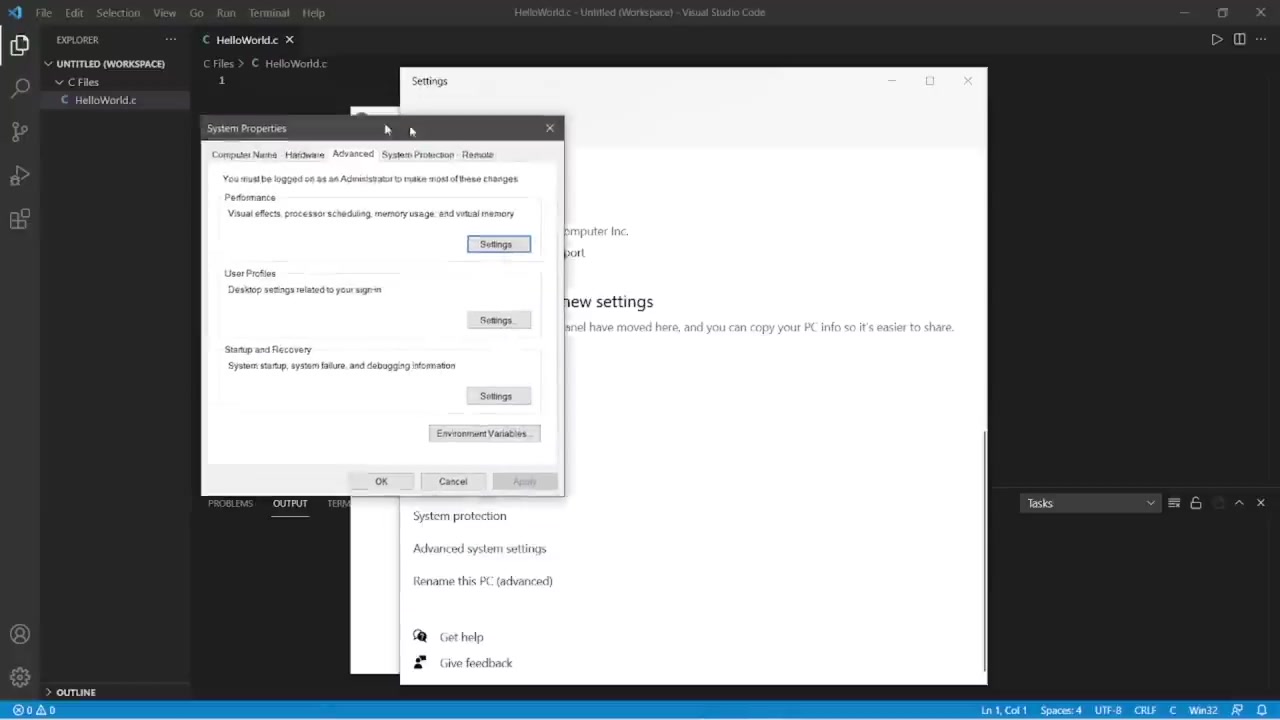 File Edit Selection View Go Run Terminal Help
HelloWorld.c - Untitled (Workspace) - Visual Studio Code
EXPLORER
UNTITLED (WORKSPACE)
C Files
C HelloWorld.c
OUTLINE
C HelloWorld.c
C Files > C HelloWorld.c
1
Settings
omputer Inc.
port
new settings
anel have moved here, and you can copy your PC info so it's easier to share.
System protection
Advanced system settings
Rename this PC (advanced)
Get help
Give feedback
System Properties
Computer Name Hardware Advanced System Protection Remote
You must be logged on as an Administrator to make most of these changes.
Performance
Visual effects, processor scheduling, memory usage, and virtual memory
Settings
User Profiles
Desktop settings related to your sign-in
Settings...
Startup and Recovery
System startup, system failure, and debugging information
Settings
Environment Variables...
OK Cancel Apply
PROBLEMS OUTPUT TERM
Tasks
0 0
Ln 1, Col 1 Spaces: 4 UTF-8 CRLF C Win32